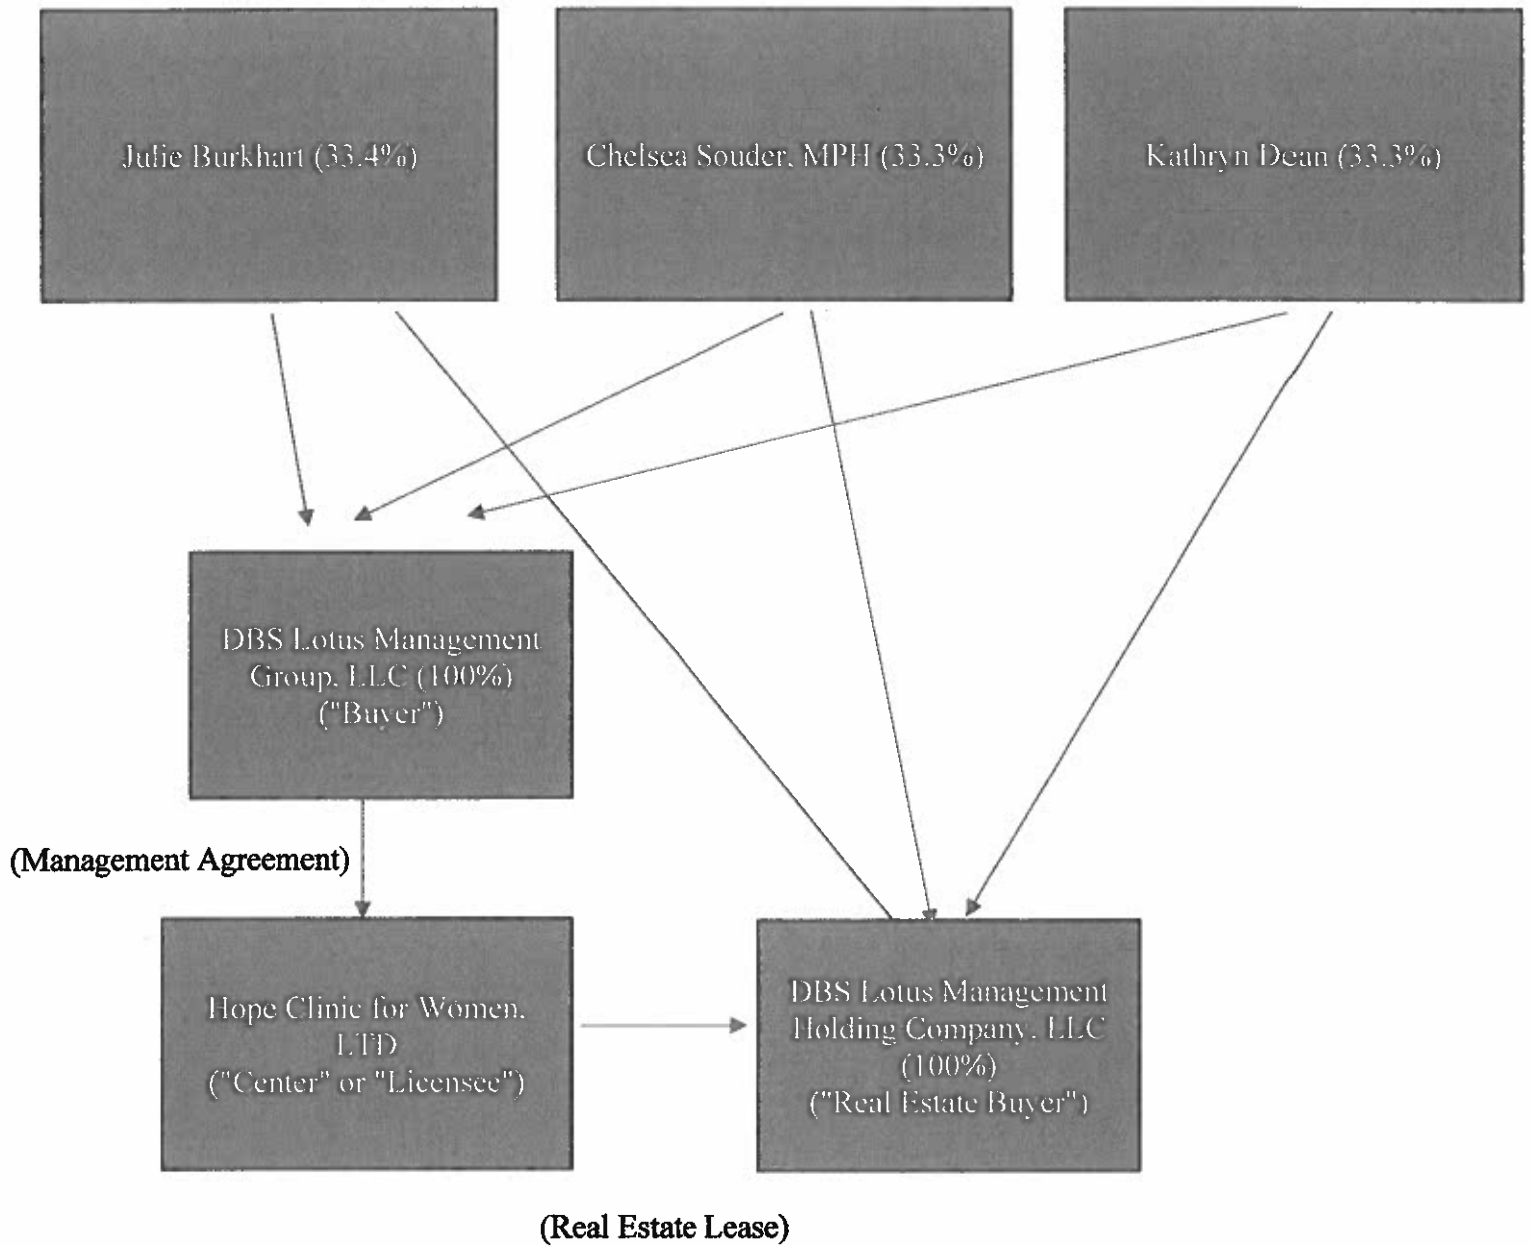 Julie Burkhart (33.4%)
Chelsea Souder, MPH (33.3%)
Kathryn Dean (33.3%)
DBS Lotus Management
Group, LLC (100%)
("Buyer")
(Management Agreement)
Hope Clinic for Women,
LTD
("Center" or "Licensee")
DBS Lotus Management
Holding Company, LLC
(100%)
("Real Estate Buyer")
(Real Estate Lease)